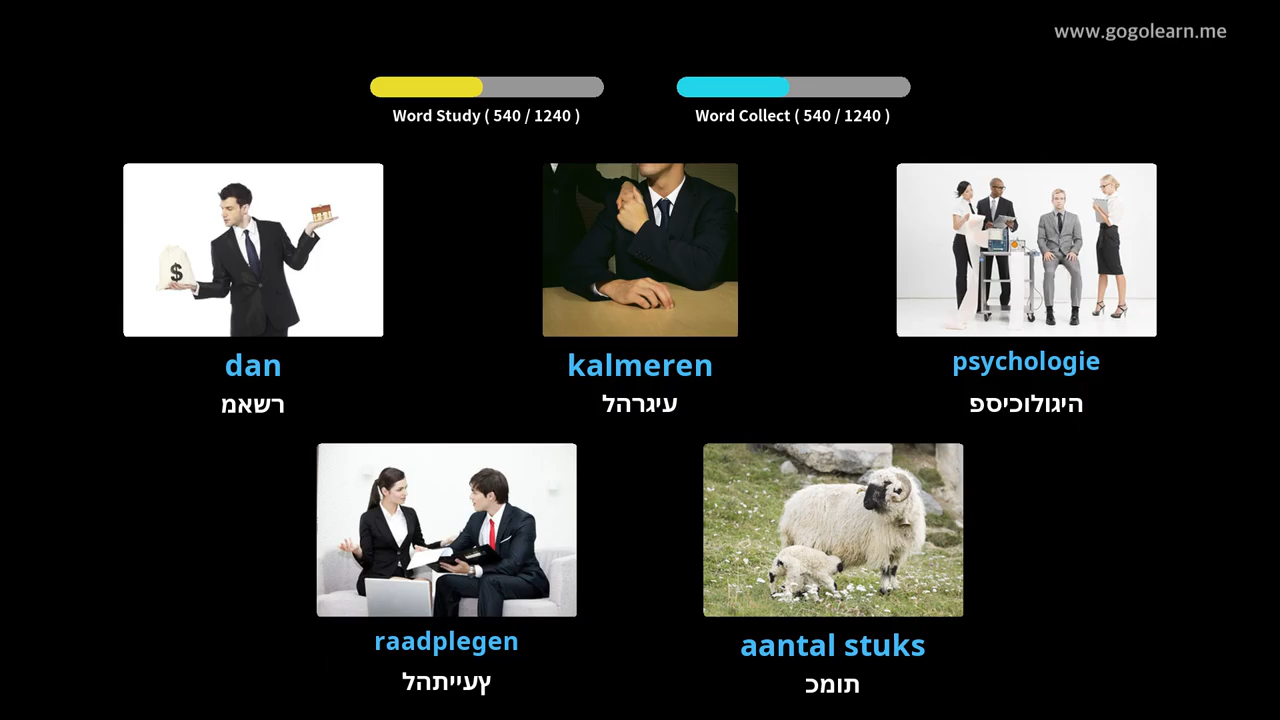 www.gogolearn.me
Word Study ( 540 / 1240 )
Word Collect ( 540 / 1240 )
dan
רשאמ
kalmeren
עיגרהל
psychologie
היגולוכיספ
raadplegen
ץעייתהל
aantal stuks
תומכ